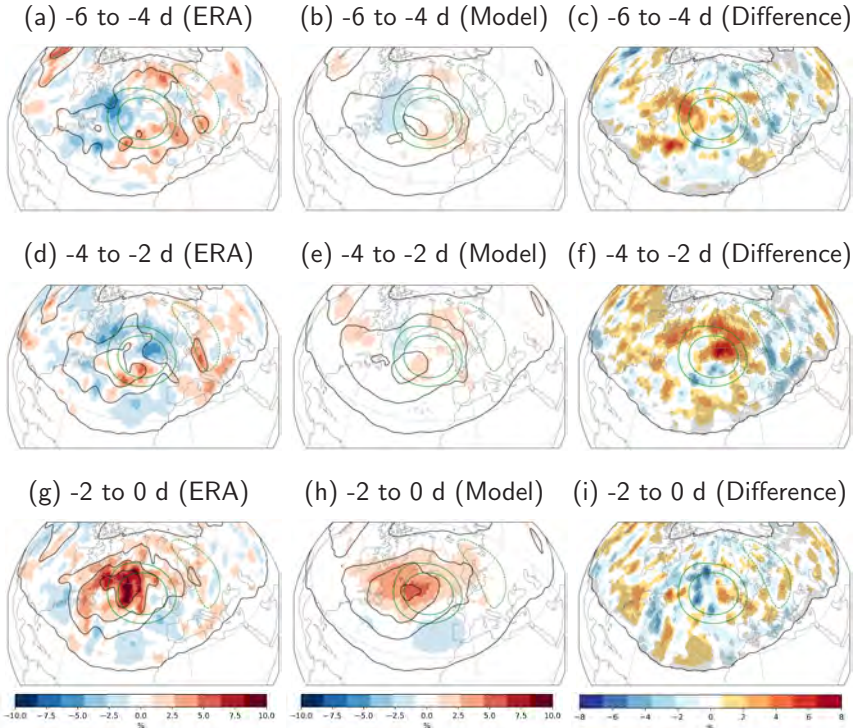 (a) -6 to -4 d (ERA)
(b) -6 to -4 d (Model)
(c) -6 to -4 d (Difference)
(d) -4 to -2 d (ERA)
(e) -4 to -2 d (Model)
(f) -4 to -2 d (Difference)
(g) -2 to 0 d (ERA)
(h) -2 to 0 d (Model)
(i) -2 to 0 d (Difference)
-10.0 -7.5 -5.0 -2.5 0.0 2.5 5.0 7.5 10.0
%
-10.0 -7.5 -5.0 -2.5 0.0 2.5 5.0 7.5 10.0
%
-8 -6 -4 -2 0 2 4 6 8
%